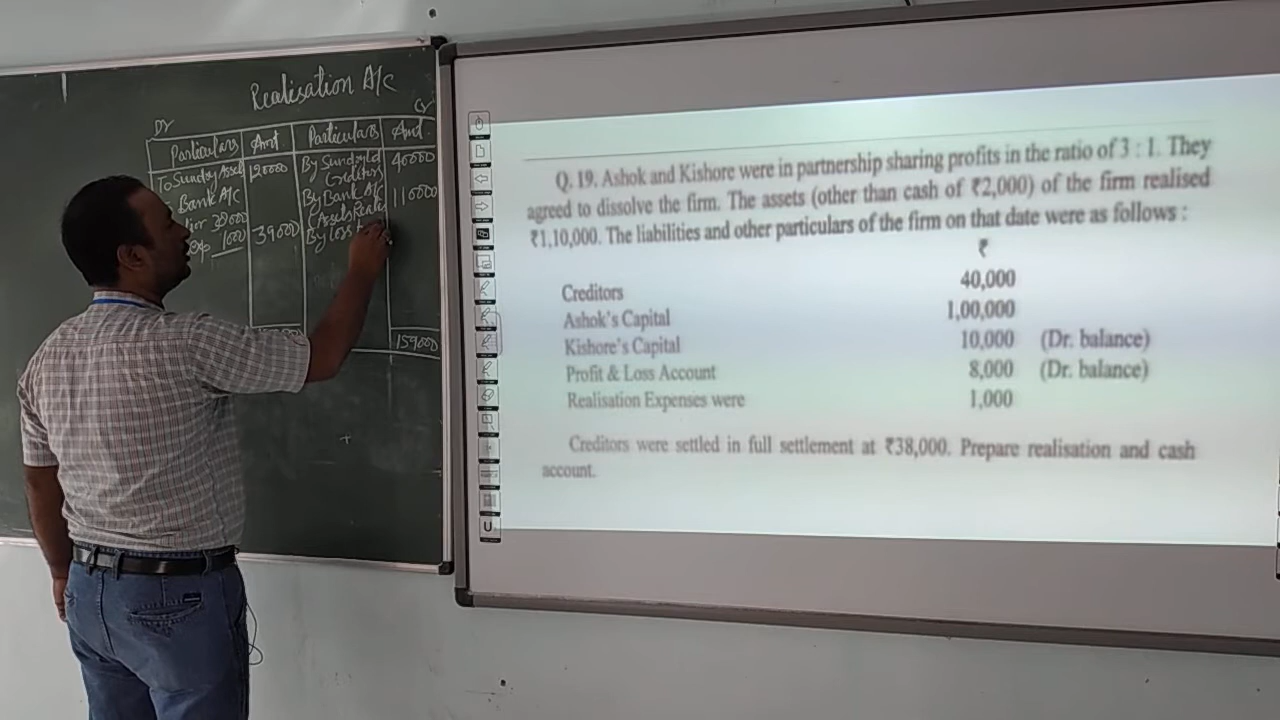 Realisation A/c
Dr
Cr
Particulars Amt Particulars Amt.
To Sundry Asset 120000 By Sundry Ld 40000
Creditors
Bank A/C By Bank A/C 110000
1000 39000 By Loss
159000
Q. 19. Ashok and Kishore were in partnership sharing profits in the ratio of 3 : 1. They
agreed to dissolve the firm. The assets (other than cash of ₹2,000) of the firm realised
₹1,10,000. The liabilities and other particulars of the firm on that date were as follows :
₹
Creditors 40,000
Ashok's Capital 1,00,000
Kishore's Capital 10,000 (Dr. balance)
Profit & Loss Account 8,000 (Dr. balance)
Realisation Expenses were 1,000
Creditors were settled in full settlement at ₹38,000. Prepare realisation and cash
account.